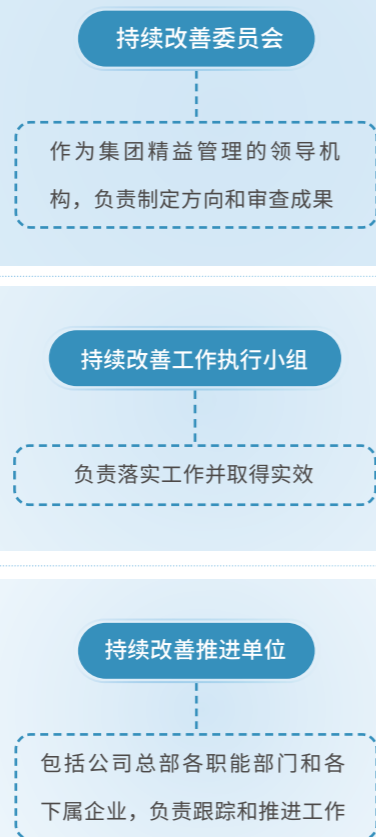 持续改善委员会
作为集团精益管理的领导机
构，负责制定方向和审查成果
持续改善工作执行小组
负责落实工作并取得实效
持续改善推进单位
包括公司总部各职能部门和各
下属企业，负责跟踪和推进工作